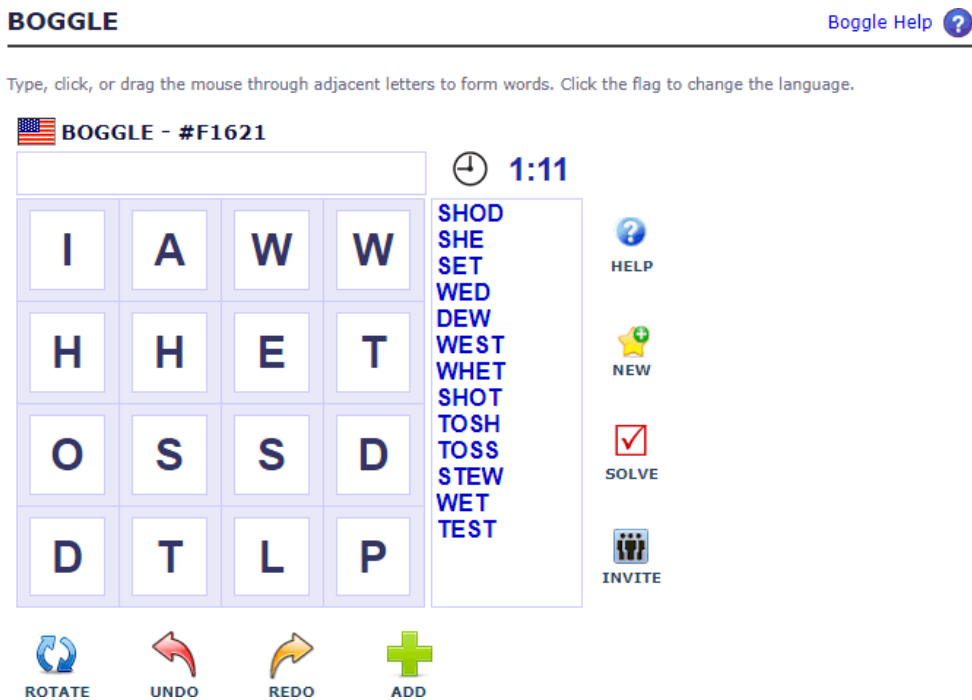 BOGGLE
Boggle Help ?
Type, click, or drag the mouse through adjacent letters to form words. Click the flag to change the language.
BOGGLE - #F1621
1:11
I A W W
H H E T
O S S D
D T L P
SHOD
SHE
SET
WED
DEW
WEST
WHET
SHOT
TOSH
TOSS
STEW
WET
TEST
?
HELP
NEW
SOLVE
INVITE
ROTATE UNDO REDO ADD